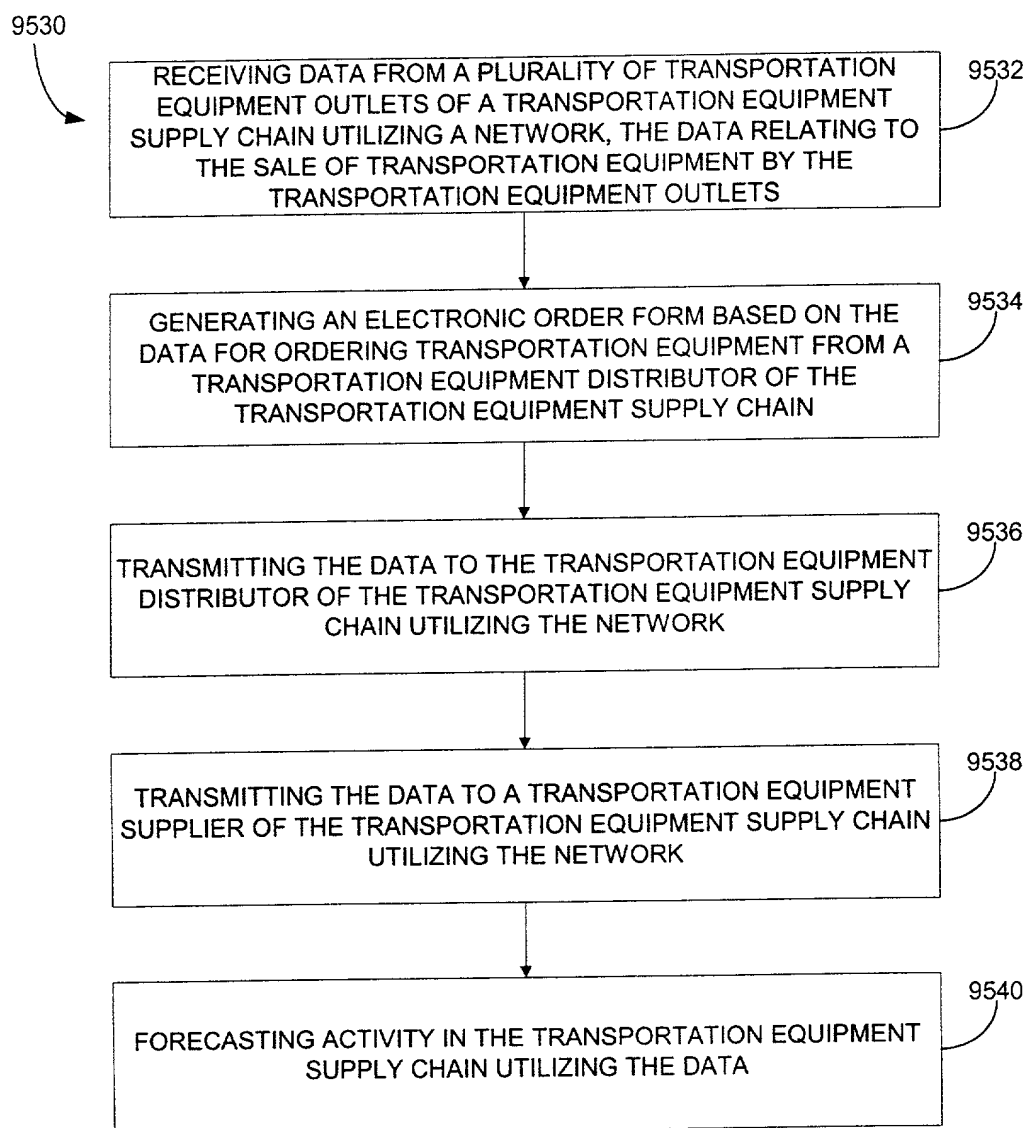 9530
RECEIVING DATA FROM A PLURALITY OF TRANSPORTATION
EQUIPMENT OUTLETS OF A TRANSPORTATION EQUIPMENT
SUPPLY CHAIN UTILIZING A NETWORK, THE DATA RELATING TO
THE SALE OF TRANSPORTATION EQUIPMENT BY THE
TRANSPORTATION EQUIPMENT OUTLETS
9532
GENERATING AN ELECTRONIC ORDER FORM BASED ON THE
DATA FOR ORDERING TRANSPORTATION EQUIPMENT FROM A
TRANSPORTATION EQUIPMENT DISTRIBUTOR OF THE
TRANSPORTATION EQUIPMENT SUPPLY CHAIN
9534
TRANSMITTING THE DATA TO THE TRANSPORTATION EQUIPMENT
DISTRIBUTOR OF THE TRANSPORTATION EQUIPMENT SUPPLY
CHAIN UTILIZING THE NETWORK
9536
TRANSMITTING THE DATA TO A TRANSPORTATION EQUIPMENT
SUPPLIER OF THE TRANSPORTATION EQUIPMENT SUPPLY CHAIN
UTILIZING THE NETWORK
9538
FORECASTING ACTIVITY IN THE TRANSPORTATION EQUIPMENT
SUPPLY CHAIN UTILIZING THE DATA
9540